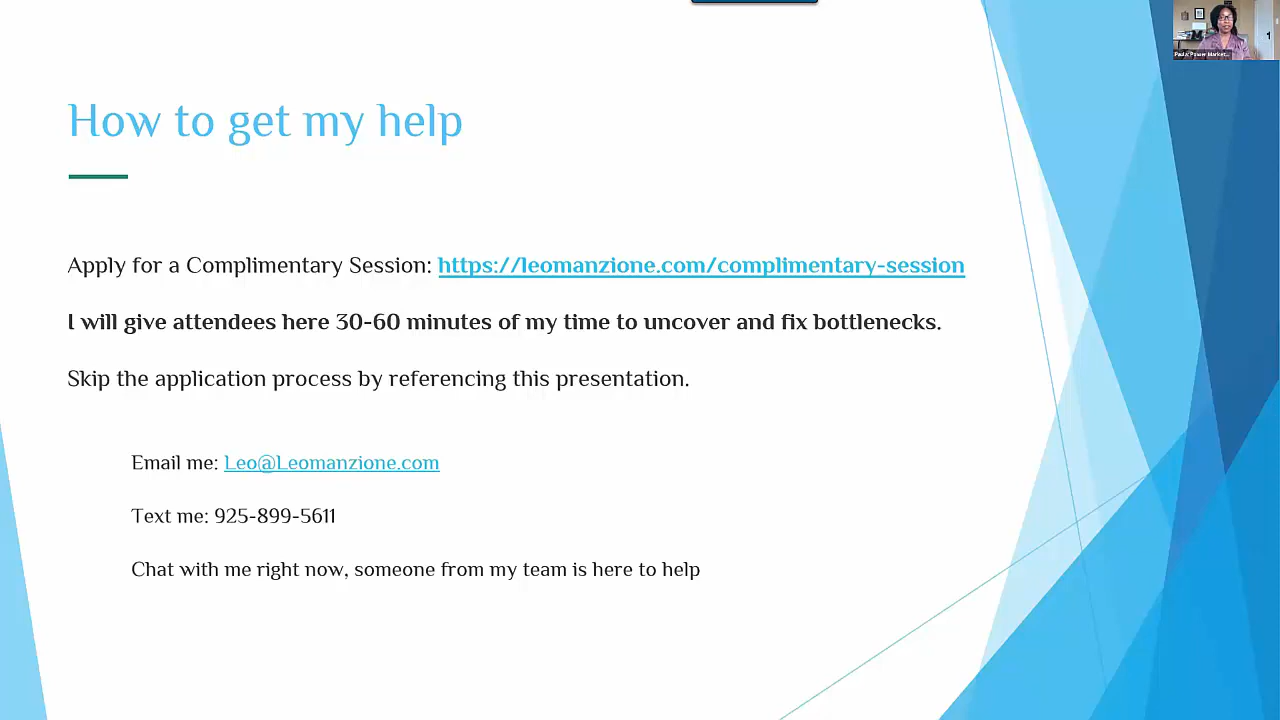 How to get my help
Apply for a Complimentary Session: https://leomanzione.com/complimentary-session
I will give attendees here 30-60 minutes of my time to uncover and fix bottlenecks.
Skip the application process by referencing this presentation.
Email me: Leo@Leomanzione.com
Text me: 925-899-5611
Chat with me right now, someone from my team is here to help